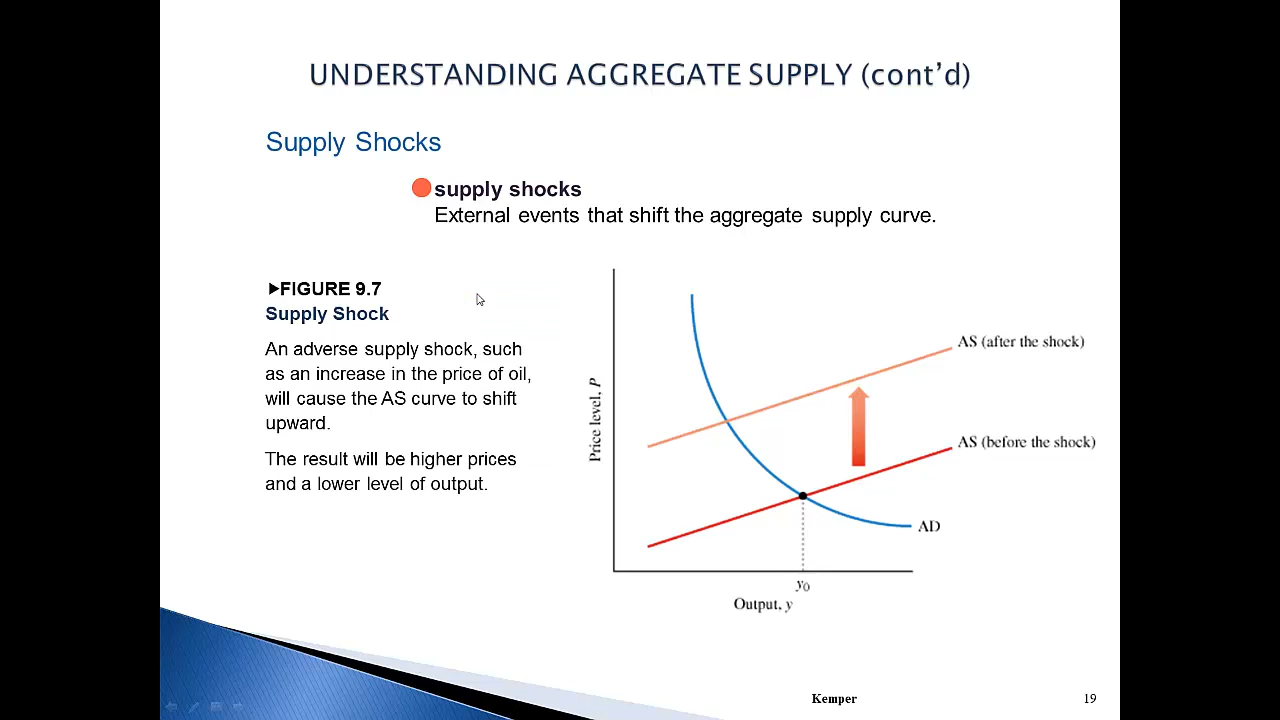 UNDERSTANDING AGGREGATE SUPPLY (cont’d)
Supply Shocks
supply shocks
External events that shift the aggregate supply curve.
►FIGURE 9.7
Supply Shock
An adverse supply shock, such
as an increase in the price of oil,
will cause the AS curve to shift
upward.
The result will be higher prices
and a lower level of output.
Price level, P
AS (after the shock)
AS (before the shock)
AD
y0
Output, y
Kemper
19